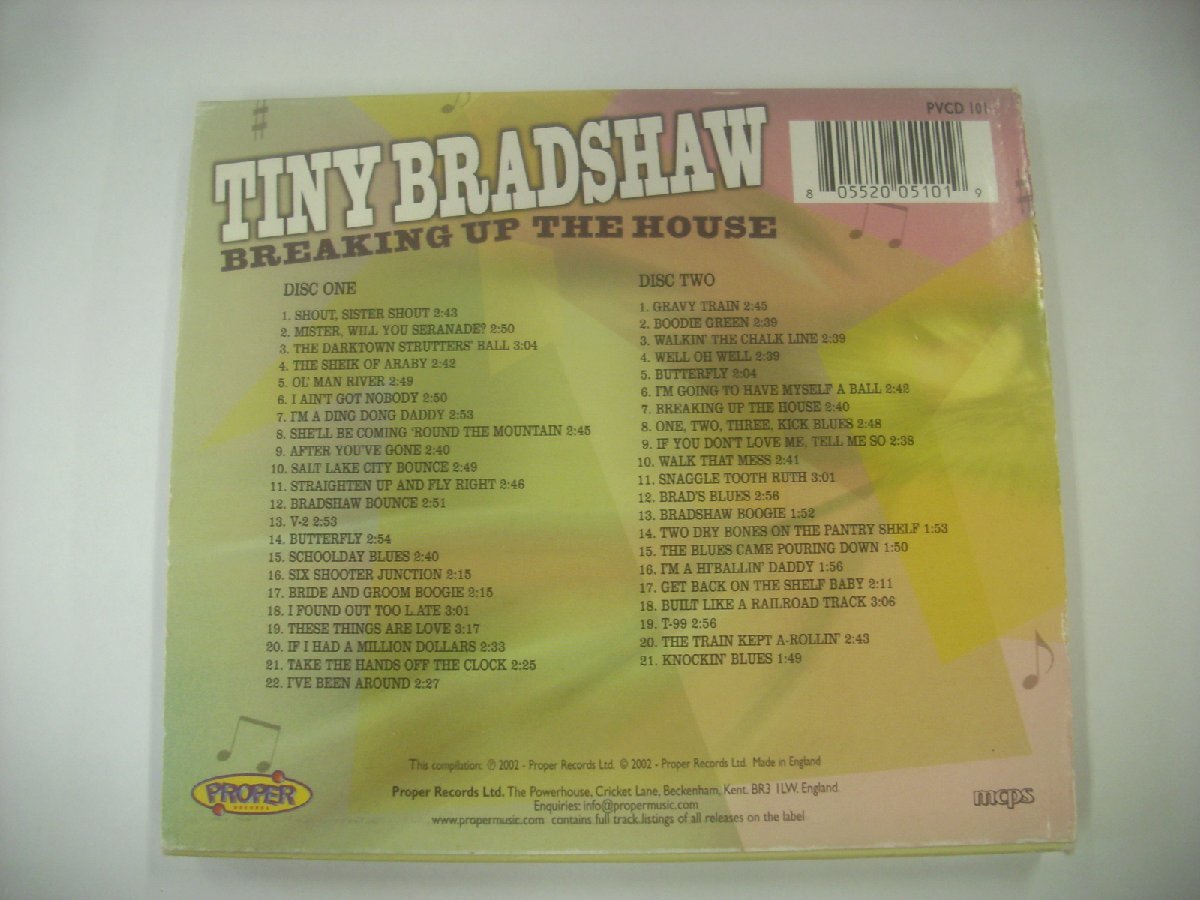 PVCD 101
TINY BRADSHAW
BREAKING UP THE HOUSE
8 05520 05101 9
DISC ONE
1. SHOUT, SISTER SHOUT 2:43
2. MISTER, WILL YOU SERANADE? 2:50
3. THE DARKTOWN STRUTTERS' BALL 3:04
4. THE SHEIK OF ARABY 2:42
5. OL' MAN RIVER 2:49
6. I AIN'T GOT NOBODY 2:50
7. I'M A DING DONG DADDY 2:53
8. SHE'LL BE COMING 'ROUND THE MOUNTAIN 2:45
9. AFTER YOU'VE GONE 2:40
10. SALT LAKE CITY BOUNCE 2:49
11. STRAIGHTEN UP AND FLY RIGHT 2:46
12. BRADSHAW BOUNCE 2:51
13. V-2 2:53
14. BUTTERFLY 2:54
15. SCHOOLDAY BLUES 2:40
16. SIX SHOOTER JUNCTION 2:15
17. BRIDE AND GROOM BOOGIE 2:15
18. I FOUND OUT TOO L.ATE 3:01
19. THESE THINGS ARE LOVE 3:17
20. IF I HAD A MILLION DOLLARS 2:33
21. TAKE THE HANDS OFF THE CLOCK 2:25
22. I'VE BEEN AROUND 2:27
DISC TWO
1. GRAVY TRAIN 2:45
2. BOODIE GREEN 2:39
3. WALKIN' THE CHALK LINE 2:39
4. WELL OH WELL 2:39
5. BUTTERFLY 2:04
6. I'M GOING TO HAVE MYSELF A BALL 2:42
7. BREAKING UP THE HOUSE 2:40
8. ONE, TWO, THREE, KICK BLUES 2:48
9. IF YOU DON'T LOVE ME, TELL ME SO 2:38
10. WALK THAT MESS 2:41
11. SNAGGLE TOOTH RUTH 3:01
12. BRAD'S BLUES 2:56
13. BRADSHAW BOOGIE 1:52
14. TWO DRY BONES ON THE PANTRY SHELF 1:53
15. THE BLUES CAME POURING DOWN 1:50
16. I'M A HI'BALLIN' DADDY 1:56
17. GET BACK ON THE SHELF BABY 2:11
18. BUILT LIKE A RAILROAD TRACK 3:06
19. T-99 2:56
20. THE TRAIN KEPT A-ROLLIN' 2:43
21. KNOCKIN' BLUES 1:49
This compilation: ℗ 2002 - Proper Records Ltd. © 2002 - Proper Records Ltd. Made in England
Proper Records Ltd. The Powerhouse, Cricket Lane, Beckenham, Kent. BR3 1LW. England.
Enquiries: info@propermusic.com
www.propermusic.com contains full track listings of all releases on the label
PROPER
RECORDS
mcps